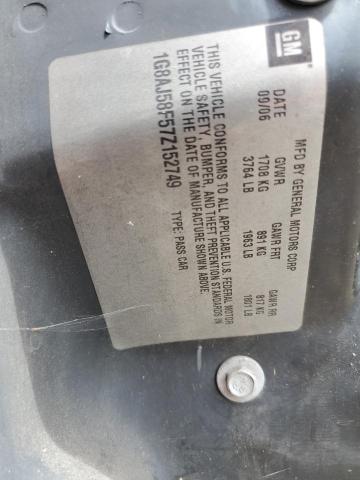 GM
MFD BY GENERAL MOTORS CORP
DATE GVWR GAWR FRT GAWR RR
09/06 1708 KG 891 KG 817 KG
3764 LB 1963 LB 1801 LB
THIS VEHICLE CONFORMS TO ALL APPLICABLE U.S. FEDERAL MOTOR
VEHICLE SAFETY, BUMPER, AND THEFT PREVENTION STANDARDS IN
EFFECT ON THE DATE OF MANUFACTURE SHOWN ABOVE.
1G8AJ58F57Z152749 TYPE: PASS CAR